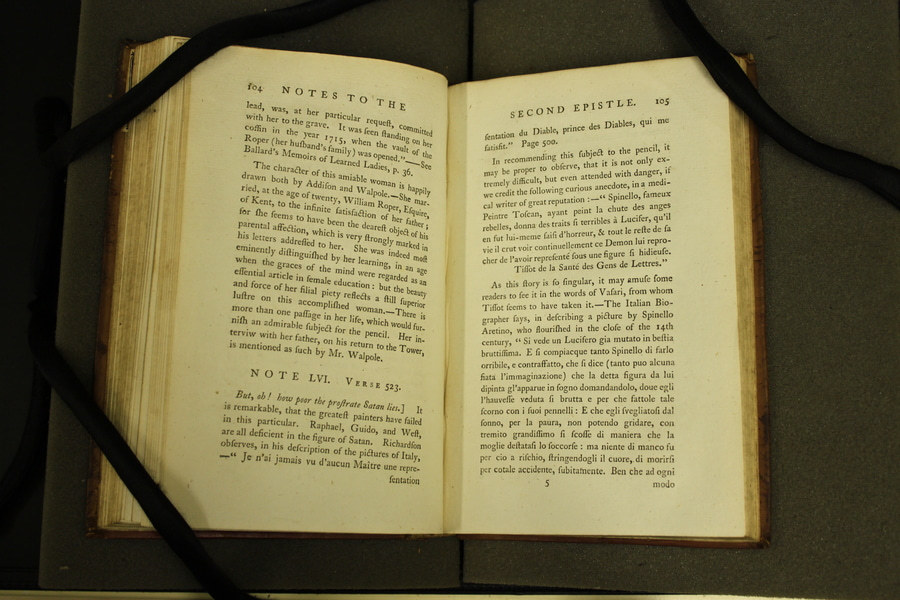 104 NOTES TO THE
lead, was, at her particular requeſt, committed
with her to the grave. It was ſeen ſtanding on her
coffin in the year 1715, when the vault of the
Roper (her huſband's family) was opened."—See
Ballard's Memoirs of Learned Ladies, p. 36.
The character of this amiable woman is happily
drawn both by Addiſon and Walpole.—She mar-
ried, at the age of twenty, William Roper, Eſquire,
of Kent, to the infinite ſatisfaction of her father;
for ſhe ſeems to have been the deareſt object of his
parental affection, which is very ſtrongly marked in
his letters addreſſed to her. She was indeed moſt
eminently diſtinguiſhed by her learning, in an age
when the graces of the mind were regarded as an
eſſential article in female education: but the beauty
and force of her filial piety reflects a ſtill ſuperior
luſtre on this accompliſhed woman.—There is
more than one paſſage in her life, which would fur-
niſh an admirable ſubject for the pencil. Her in-
terview with her father, on his return to the Tower,
is mentioned as ſuch by Mr. Walpole.
NOTE LVI. VERSE 523.
But, ah! how poor the proſtrate Satan lies.] It
is remarkable, that the greateſt painters have failed
in this particular. Raphael, Guido, and Weſt,
are all deficient in the figure of Satan. Richardſon
obſerves, in his deſcription of the pictures of Italy,
—" Je n'ai jamais vu d'aucun Maitre une repre-
ſentation
SECOND EPISTLE. 105
ſentation du Diable, prince des Diables, qui me
ſatisfit." Page 500.
In recommending this ſubject to the pencil, it
may be proper to obſerve, that it is not only ex-
tremely difficult, but even attended with danger, if
we credit the following curious anecdote, in a medi-
cal writer of great reputation:—" Spinello, fameux
Peintre Toſcan, ayant peint la chute des anges
rebelles, donna des traits ſi terribles à Lucifer, qu'il
en fut lui-meme ſaiſi d'horreur, & tout le reſte de ſa
vie il crut voir continuellement ce Demon lui repro-
cher de l'avoir repreſenté ſous une figure ſi hideuſe.
Tiſſot de la Santé des Gens de Lettres."
As this ſtory is ſo ſingular, it may amuſe ſome
readers to ſee it in the words of Vaſari, from whom
Tiſſot ſeems to have taken it.—The Italian Bio-
grapher ſays, in deſcribing a picture by Spinello
Aretino, who flouriſhed in the cloſe of the 14th
century, " Si vede un Lucifero gia mutato in beſtia
bruttiſſima. E ſi compiacque tanto Spinello di farlo
orribile, e contraffatto, che ſi dice (tanto puo alcuna
fiata l'immaginazione) che la detta figura da lui
dipinta gl'apparue in ſogno domandandolo, doue egli
l'haueſſe veduta ſi brutta e per che fattole tale
ſcorno con i ſuoi pennelli: E che egli ſvegliatoſi dal
ſonno, per la paura, non potendo gridare, con
tremito grandiſſimo ſi ſcoſſe di maniera che la
moglie deſtataſi lo ſoccorſe: ma niente di manco fu
per cio a riſchio, ſtringendogli il cuore, di morirſi
per cotale accidente, ſubitamente. Ben che ad ogni
5 modo